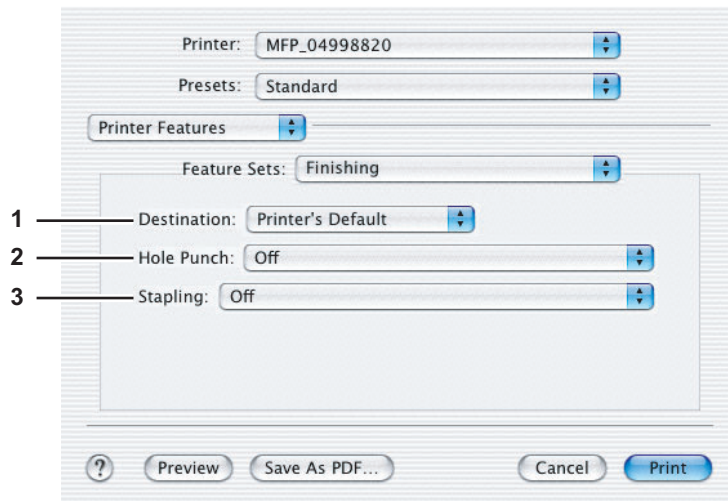 Printer: MFP_04998820
Presets: Standard
Printer Features
Feature Sets: Finishing
1 Destination: Printer's Default
2 Hole Punch: Off
3 Stapling: Off
? Preview Save As PDF... Cancel Print